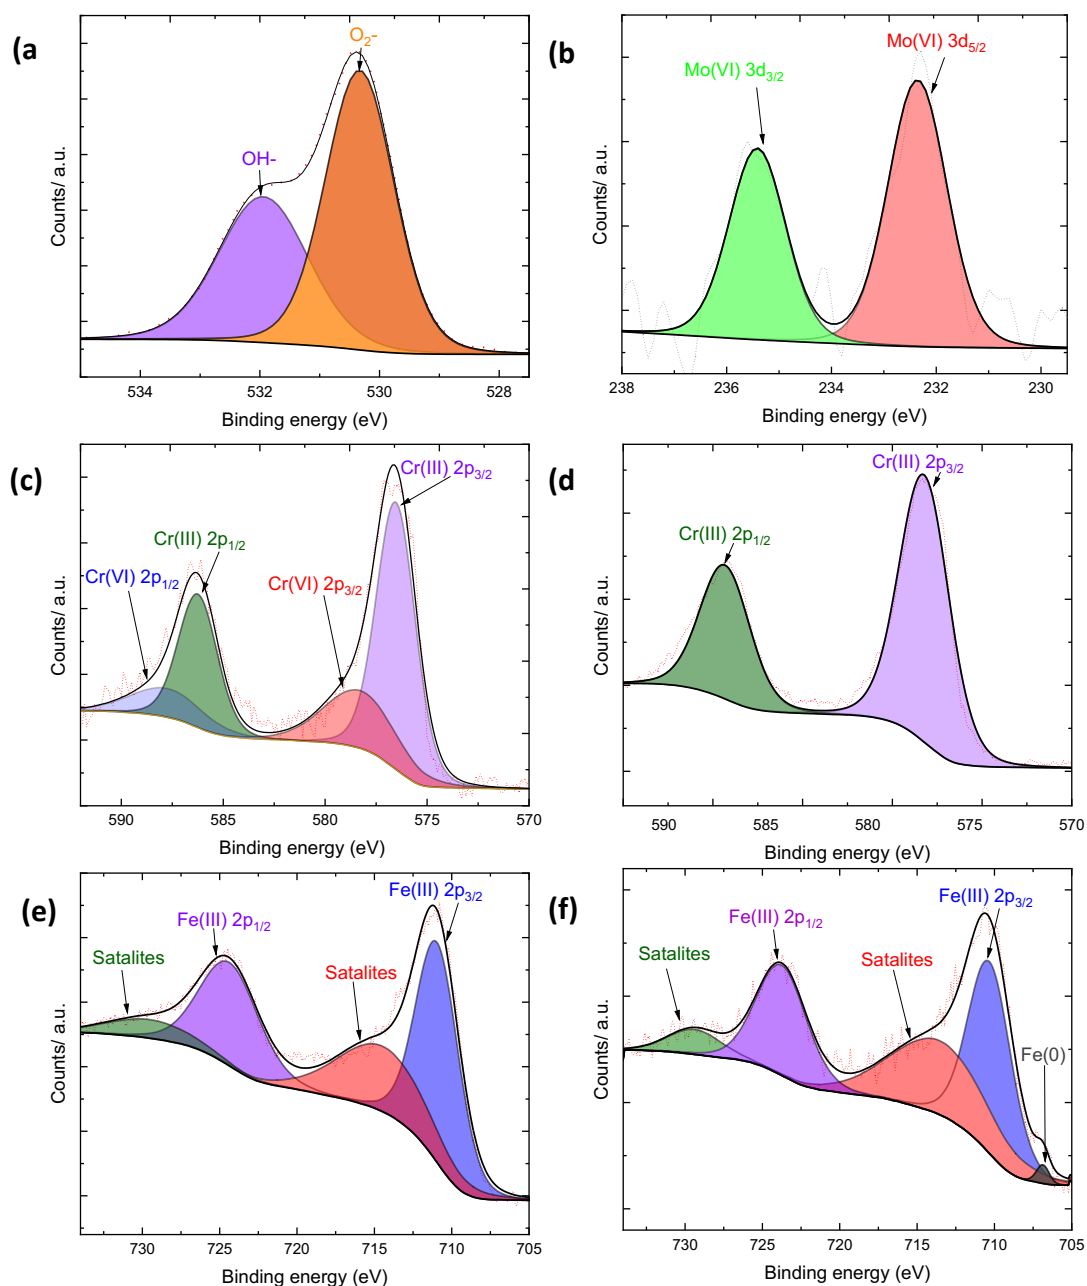 (a
O₂-
OH-
Counts/ a.u.
534 532 530 528
Binding energy (eV)
(b)
Mo(VI) 3d₅/₂
Mo(VI) 3d₃/₂
Counts/ a.u.
238 236 234 232 230
Binding energy (eV)
(c)
Cr(III) 2p₃/₂
Cr(III) 2p₁/₂
Cr(VI) 2p₁/₂
Cr(VI) 2p₃/₂
Counts/ a.u.
590 585 580 575 570
Binding energy (eV)
(d
Cr(III) 2p₃/₂
Cr(III) 2p₁/₂
Counts/ a.u.
590 585 580 575 570
Binding energy (eV)
(e)
Fe(III) 2p₃/₂
Fe(III) 2p₁/₂
Satalites
Satalites
Counts/ a.u.
730 725 720 715 710 705
Binding energy (eV)
(f)
Fe(III) 2p₃/₂
Fe(III) 2p₁/₂
Satalites
Satalites
Fe(0)
Counts/ a.u.
730 725 720 715 710 705
Binding energy (eV)